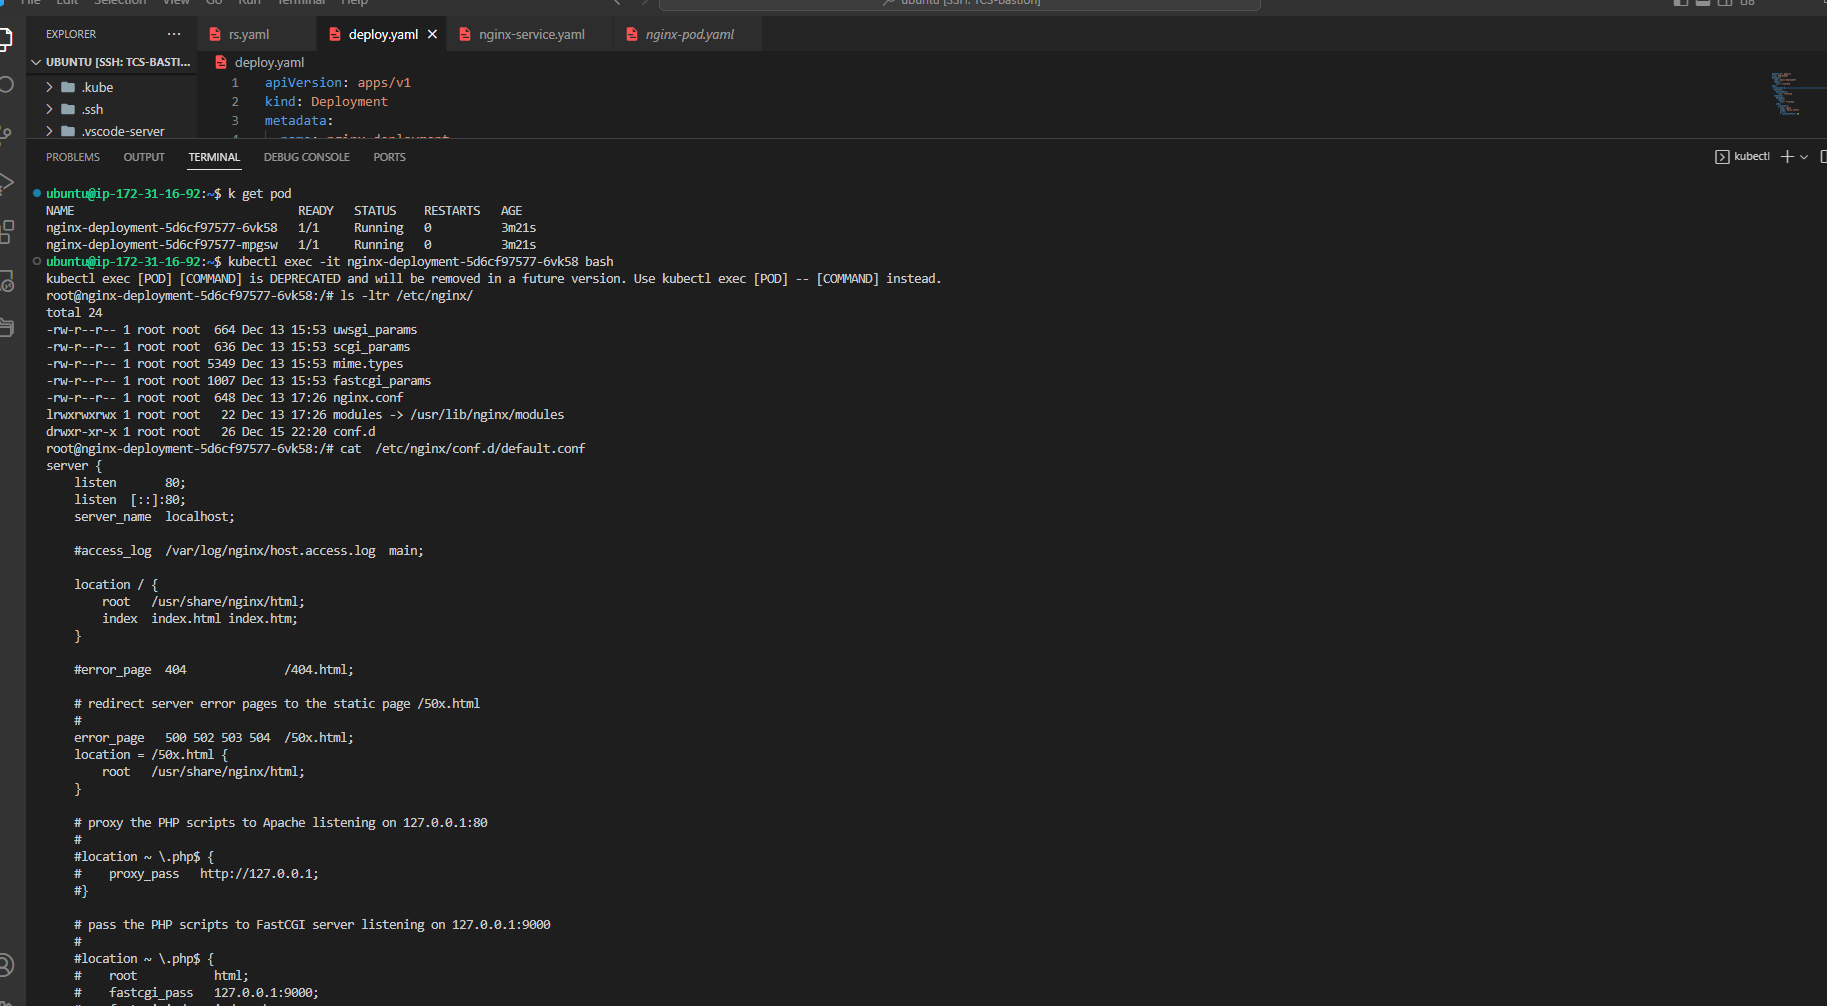 File Edit Selection View Go Run Terminal Help
ubuntu [SSH: TCS-bastion]
EXPLORER ···
rs.yaml
deploy.yaml
nginx-service.yaml
nginx-pod.yaml
UBUNTU [SSH: TCS-BASTI...
.kube
.ssh
.vscode-server
deploy.yaml
1 apiVersion: apps/v1
2 kind: Deployment
3 metadata:
4 name: nginx-deployment
PROBLEMS OUTPUT TERMINAL DEBUG CONSOLE PORTS
kubectl
ubuntu@ip-172-31-16-92:~$ k get pod
NAME READY STATUS RESTARTS AGE
nginx-deployment-5d6cf97577-6vk58 1/1 Running 0 3m21s
nginx-deployment-5d6cf97577-mpgsw 1/1 Running 0 3m21s
ubuntu@ip-172-31-16-92:~$ kubectl exec -it nginx-deployment-5d6cf97577-6vk58 bash
kubectl exec [POD] [COMMAND] is DEPRECATED and will be removed in a future version. Use kubectl exec [POD] -- [COMMAND] instead.
root@nginx-deployment-5d6cf97577-6vk58:/# ls -ltr /etc/nginx/
total 24
-rw-r--r-- 1 root root 664 Dec 13 15:53 uwsgi_params
-rw-r--r-- 1 root root 636 Dec 13 15:53 scgi_params
-rw-r--r-- 1 root root 5349 Dec 13 15:53 mime.types
-rw-r--r-- 1 root root 1007 Dec 13 15:53 fastcgi_params
-rw-r--r-- 1 root root 648 Dec 13 17:26 nginx.conf
lrwxrwxrwx 1 root root 22 Dec 13 17:26 modules -> /usr/lib/nginx/modules
drwxr-xr-x 1 root root 26 Dec 15 22:20 conf.d
root@nginx-deployment-5d6cf97577-6vk58:/# cat  /etc/nginx/conf.d/default.conf
server {
    listen       80;
    listen  [::]:80;
    server_name  localhost;
    #access_log  /var/log/nginx/host.access.log  main;
    location / {
        root   /usr/share/nginx/html;
        index  index.html index.htm;
    }
    #error_page  404              /404.html;
    # redirect server error pages to the static page /50x.html
    #
    error_page   500 502 503 504  /50x.html;
    location = /50x.html {
        root   /usr/share/nginx/html;
    }
    # proxy the PHP scripts to Apache listening on 127.0.0.1:80
    #
    #location ~ \.php$ {
    #    proxy_pass   http://127.0.0.1;
    #}
    # pass the PHP scripts to FastCGI server listening on 127.0.0.1:9000
    #
    #location ~ \.php$ {
    #    root           html;
    #    fastcgi_pass   127.0.0.1:9000;